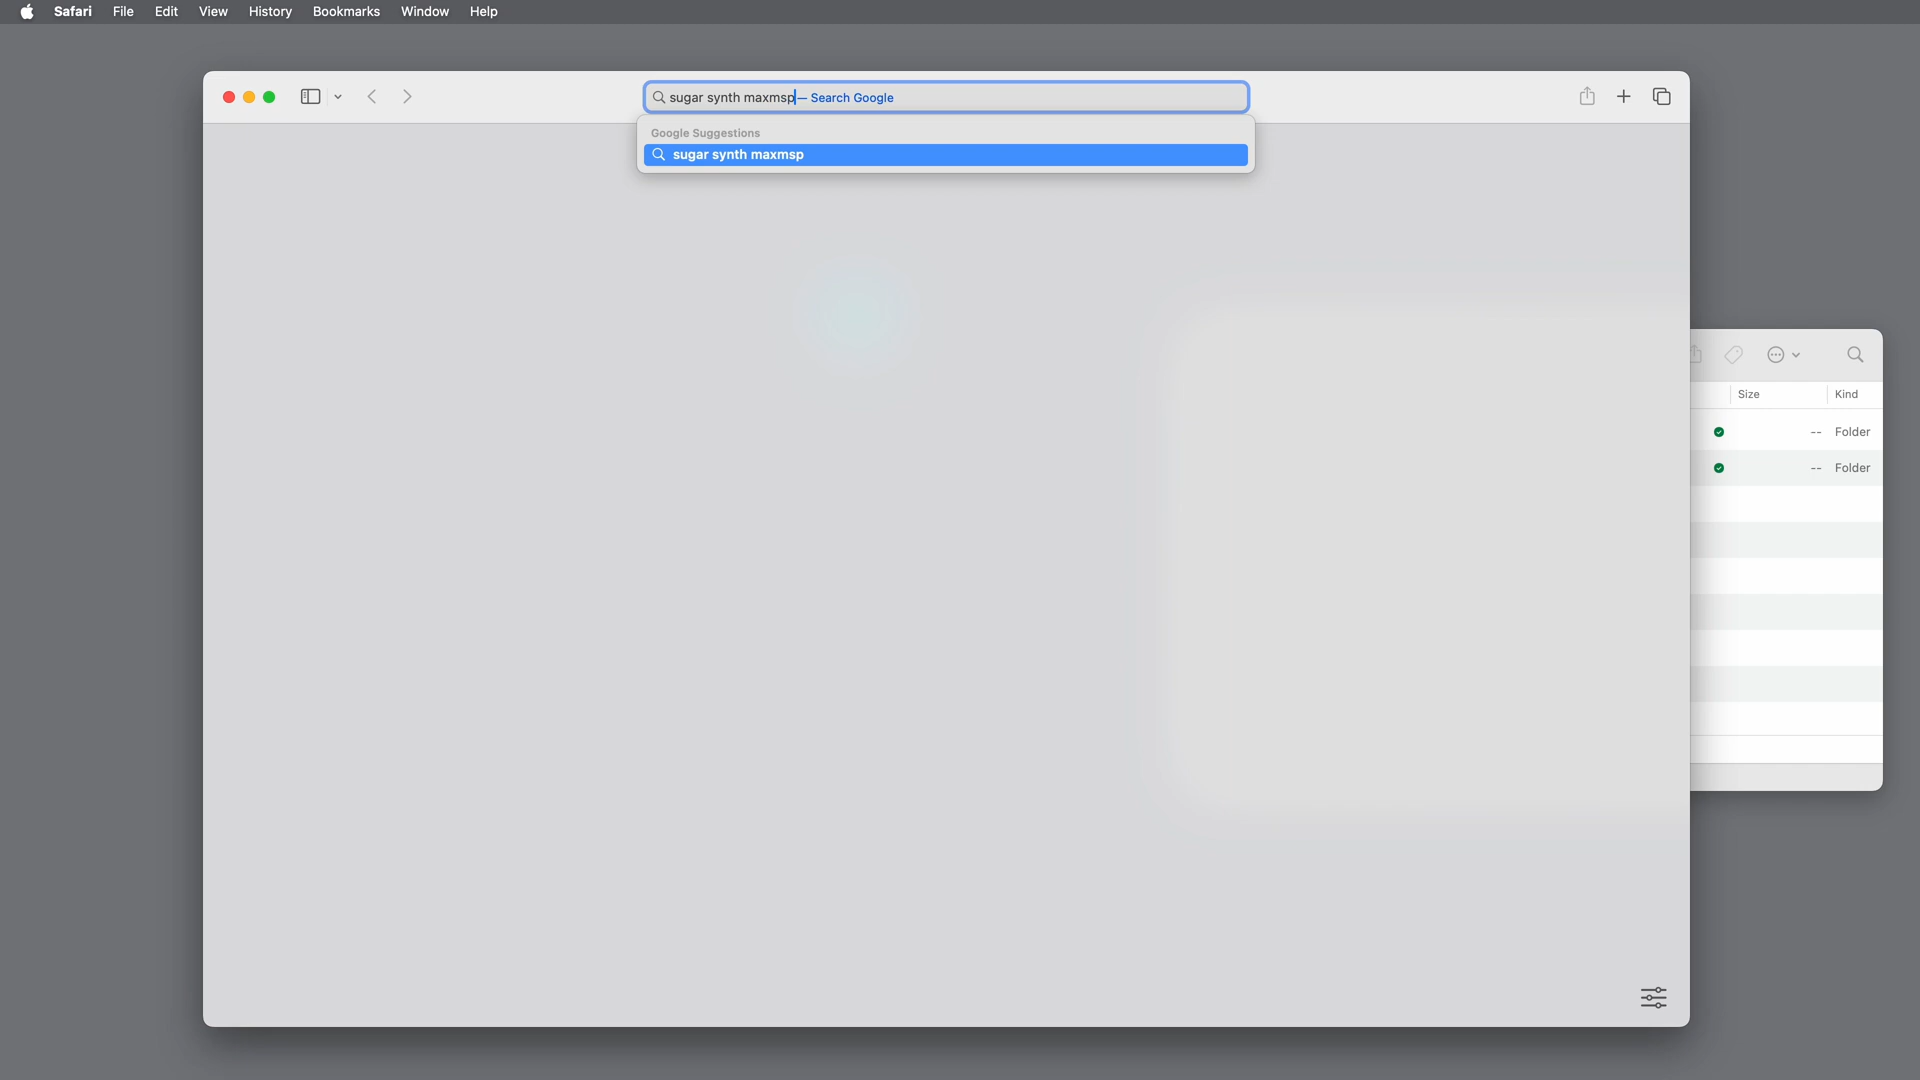 Safari File Edit View History Bookmarks Window Help
sugar synth maxmsp — Search Google
Google Suggestions
sugar synth maxmsp
Size Kind
-- Folder
-- Folder